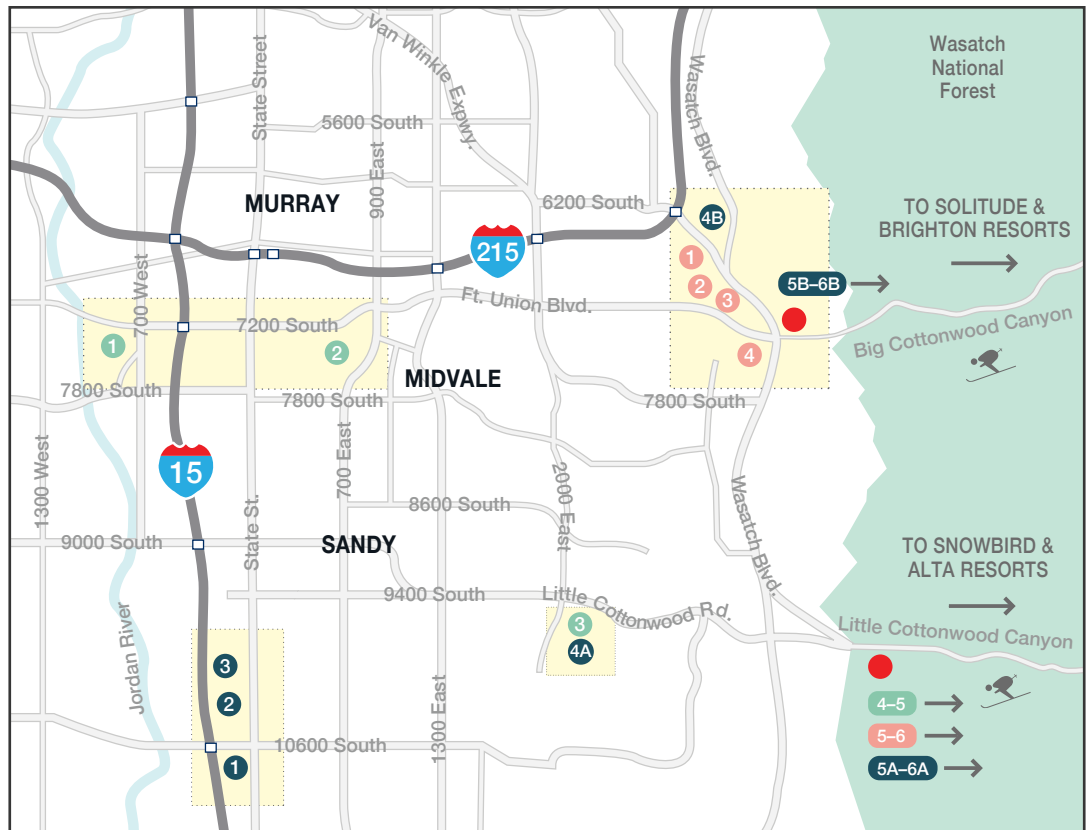 Wasatch
National
Forest
Van Winkle Expwy.
State Street
5600 South
900 East
Wasatch Blvd.
MURRAY
6200 South
4B
TO SOLITUDE &
BRIGHTON RESORTS
215
1
2
3
5B–6B
700 West
7200 South
Ft. Union Blvd.
Big Cottonwood Canyon
1
2
4
MIDVALE
7800 South
7800 South
7800 South
15
1300 West
700 East
2000 East
State St.
8600 South
Wasatch Blvd.
9000 South
SANDY
TO SNOWBIRD &
ALTA RESORTS
9400 South
Little Cottonwood Rd.
Little Cottonwood Canyon
3
4A
Jordan River
3
2
1
1300 East
10600 South
4–5
5–6
5A–6A